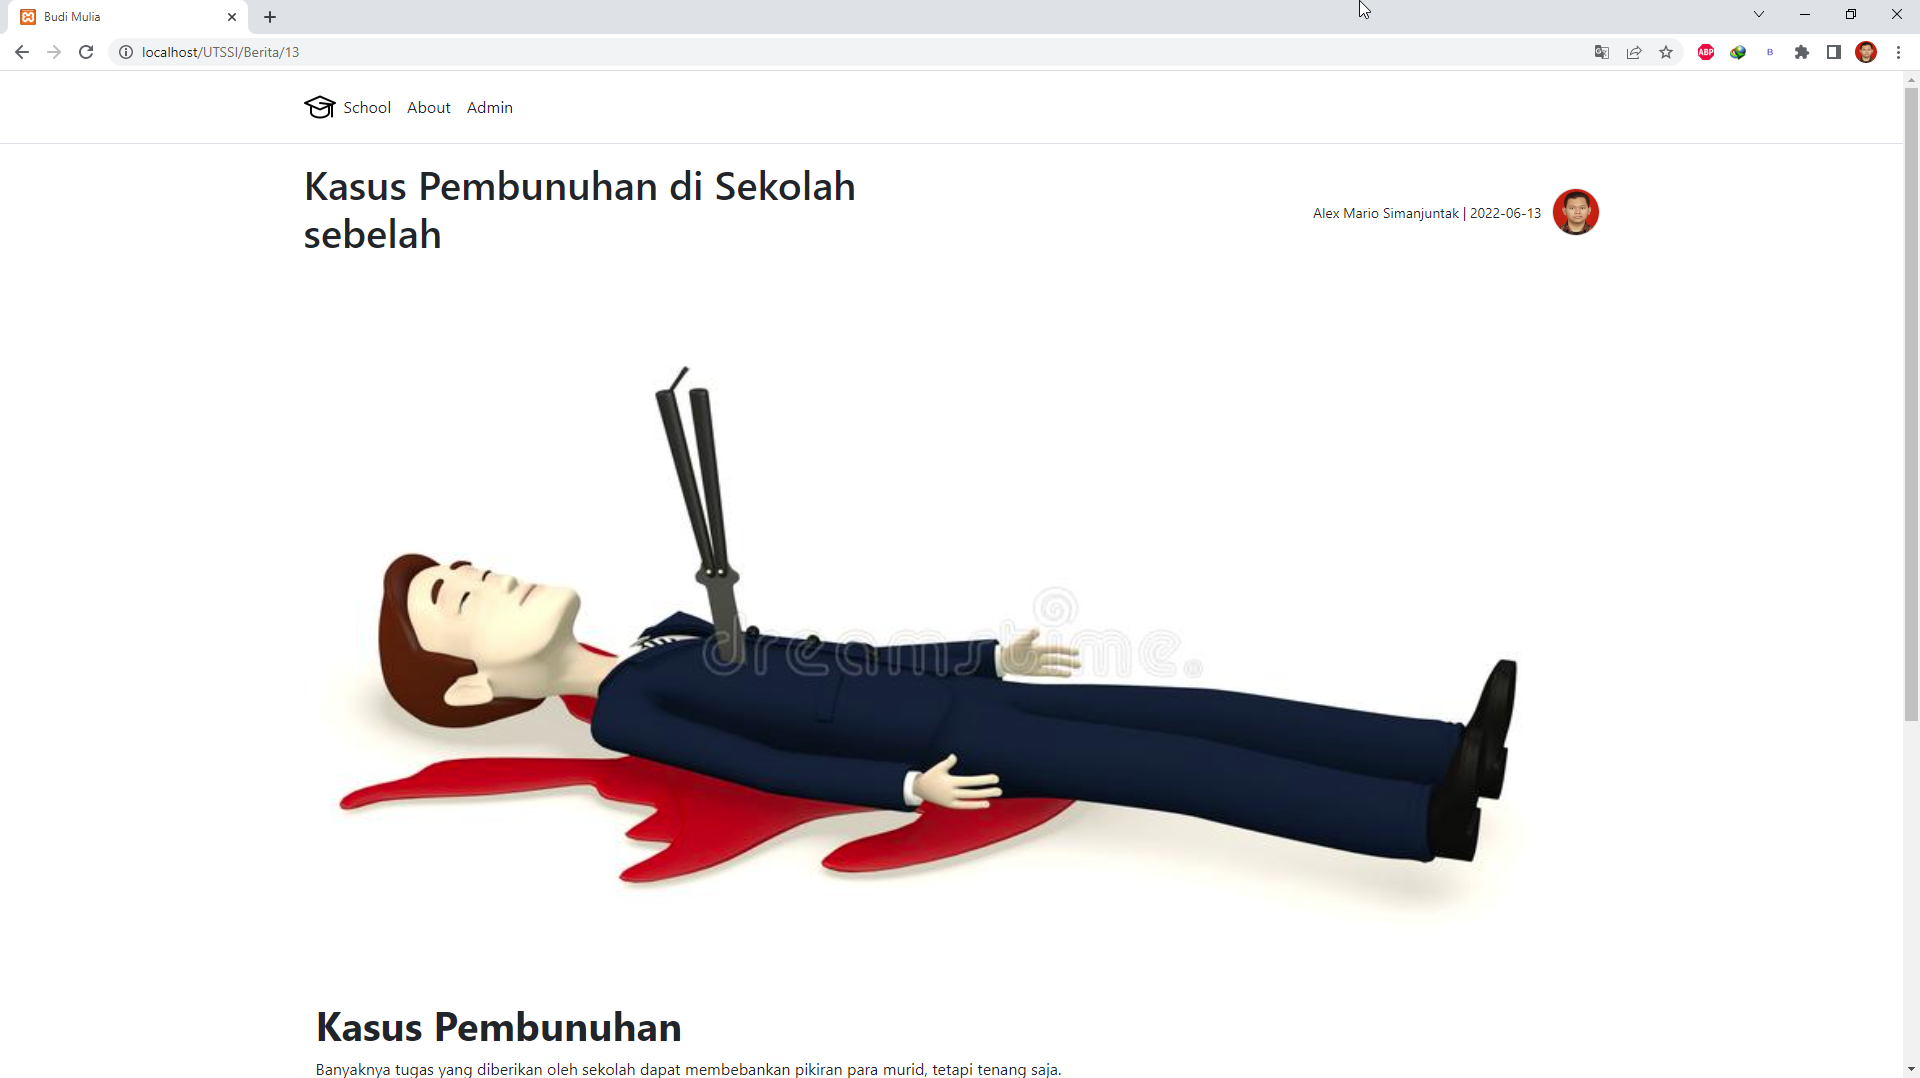 Budi Mulia
localhost/UTSSI/Berita/13
ABP
B
School About Admin
Kasus Pembunuhan di Sekolah
sebelah
Alex Mario Simanjuntak | 2022-06-13
dreamstime.
Kasus Pembunuhan
Banyaknya tugas yang diberikan oleh sekolah dapat membebankan pikiran para murid, tetapi tenang saja.